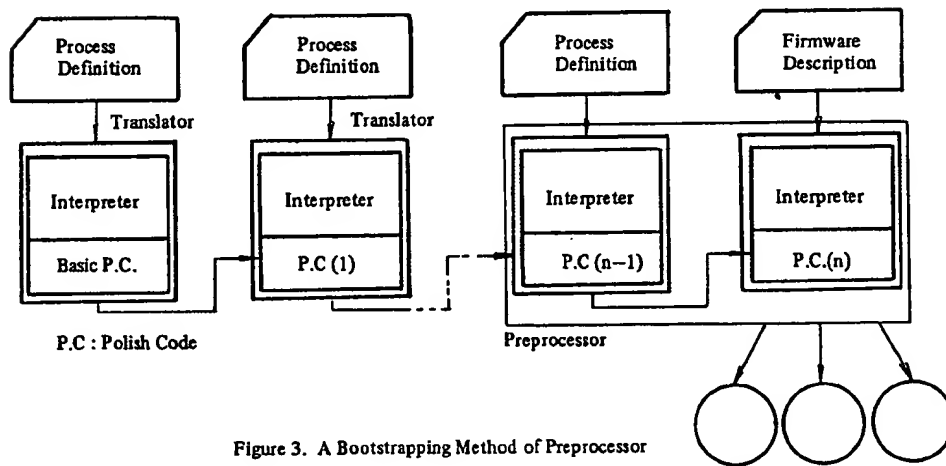 Process
Definition
Process
Definition
Process
Definition
Firmware
Description
Translator
Translator
Interpreter
Basic P.C.
Interpreter
P.C (1)
Interpreter
P.C (n−1)
Interpreter
P.C.(n)
P.C : Polish Code
Preprocessor
Figure 3. A Bootstrapping Method of Preprocessor